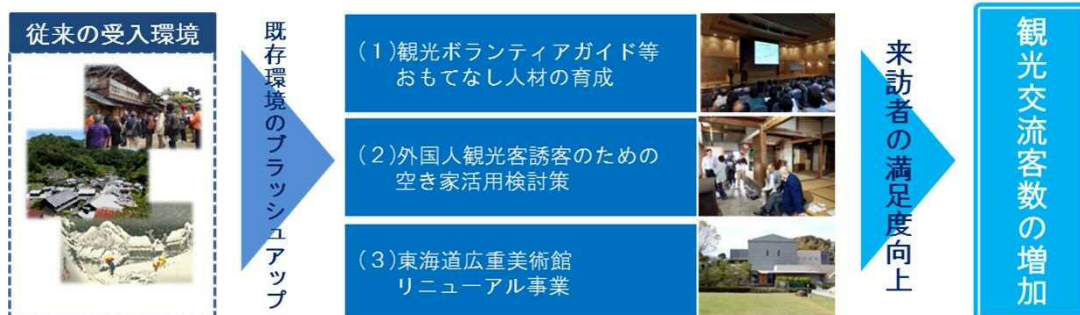 従来の受入環境
既存環境のブラッシュアップ
（１）観光ボランティアガイド等
おもてなし人材の育成
（２）外国人観光客誘客のための
空き家活用検討策
（３）東海道広重美術館
リニューアル事業
来訪者の満足度向上
観光交流客数の増加